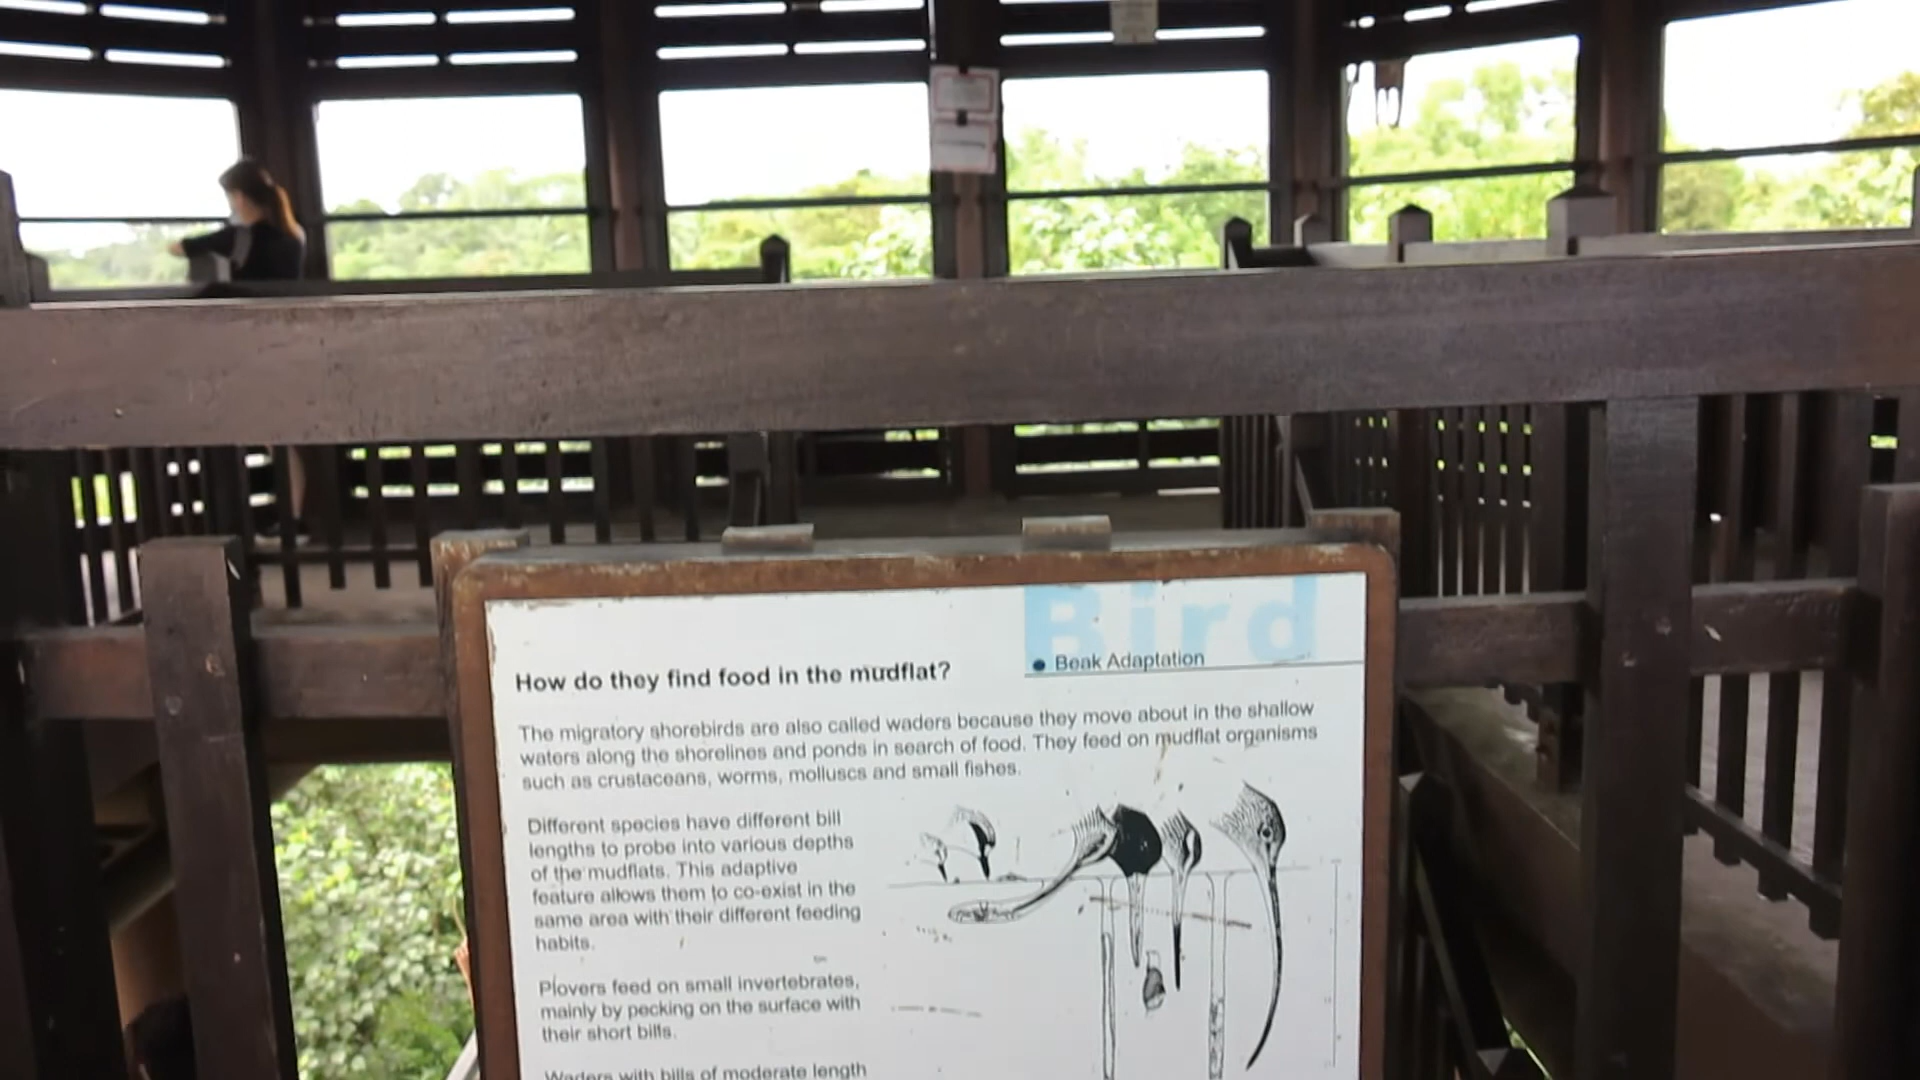 Bird
• Beak Adaptation
How do they find food in the mudflat?
The migratory shorebirds are also called waders because they move about in the shallow
waters along the shorelines and ponds in search of food. They feed on mudflat organisms
such as crustaceans, worms, molluscs and small fishes.
Different species have different bill
lengths to probe into various depths
of the mudflats. This adaptive
feature allows them to co-exist in the
same area with their different feeding
habits.
Plovers feed on small invertebrates,
mainly by pecking on the surface with
their short bills.
Waders with bills of moderate length